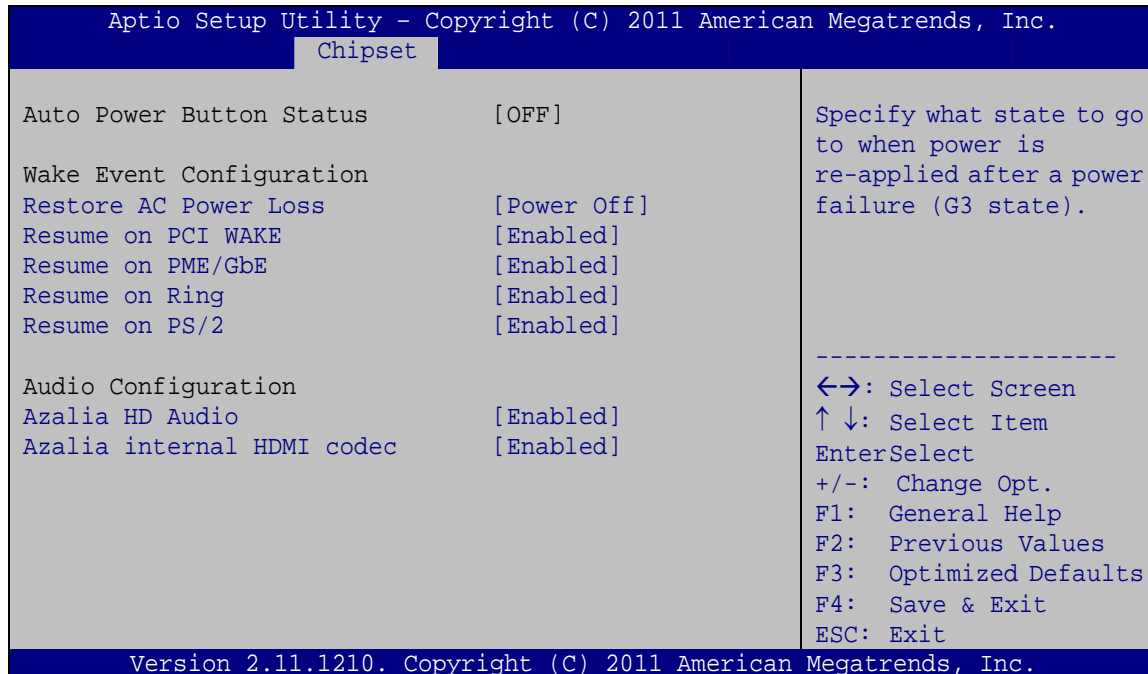 Aptio Setup Utility – Copyright (C) 2011 American Megatrends, Inc.
Chipset
Auto Power Button Status [OFF]
Wake Event Configuration
Restore AC Power Loss [Power Off]
Resume on PCI WAKE [Enabled]
Resume on PME/GbE [Enabled]
Resume on Ring [Enabled]
Resume on PS/2 [Enabled]
Audio Configuration
Azalia HD Audio [Enabled]
Azalia internal HDMI codec [Enabled]
Specify what state to go
to when power is
re-applied after a power
failure (G3 state).
---------------------
←→: Select Screen
↑ ↓: Select Item
EnterSelect
+/-: Change Opt.
F1: General Help
F2: Previous Values
F3: Optimized Defaults
F4: Save & Exit
ESC: Exit
Version 2.11.1210. Copyright (C) 2011 American Megatrends, Inc.